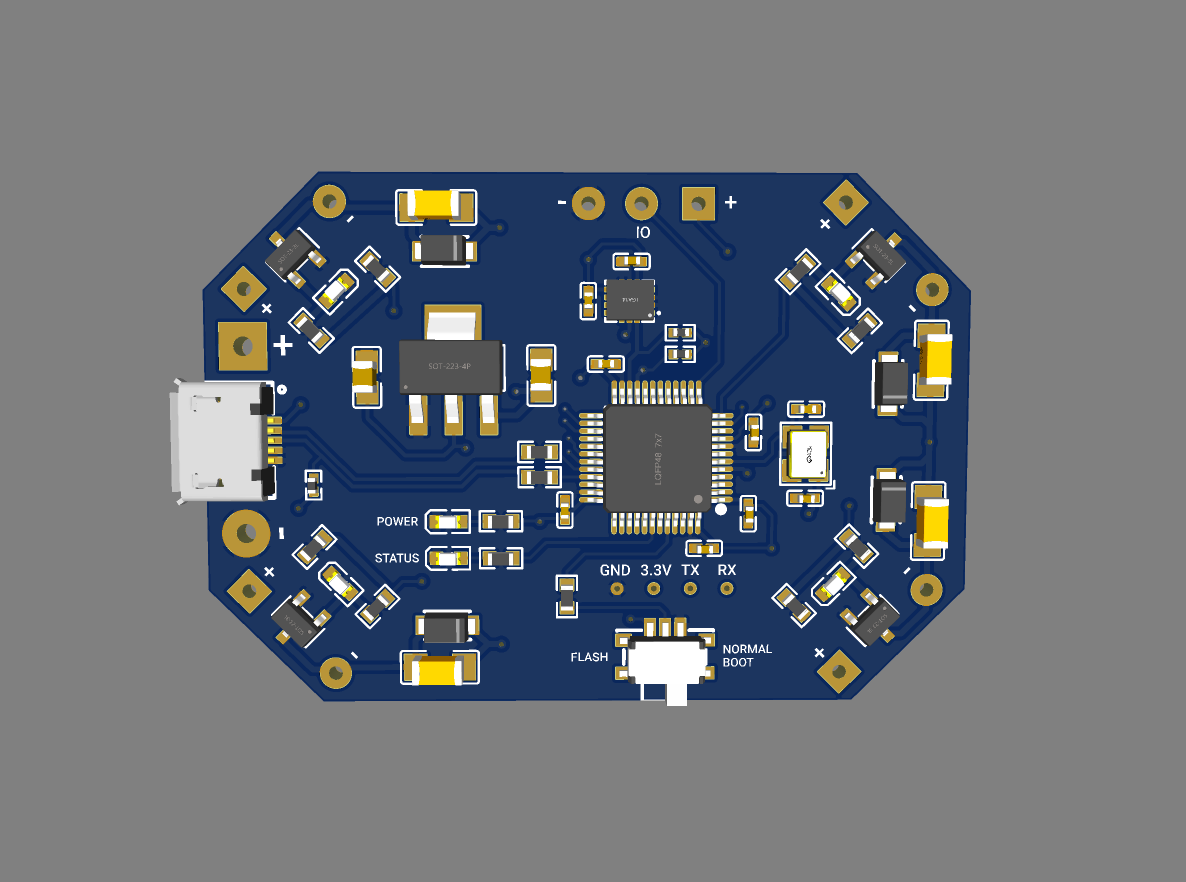 - + 
IO
-
+
+
-
+
+
SOT-223-4P
LQFP48 7x7
POWER
-
STATUS
+
-
GND 3.3V TX RX
FLASH
NORMAL
BOOT
-
+